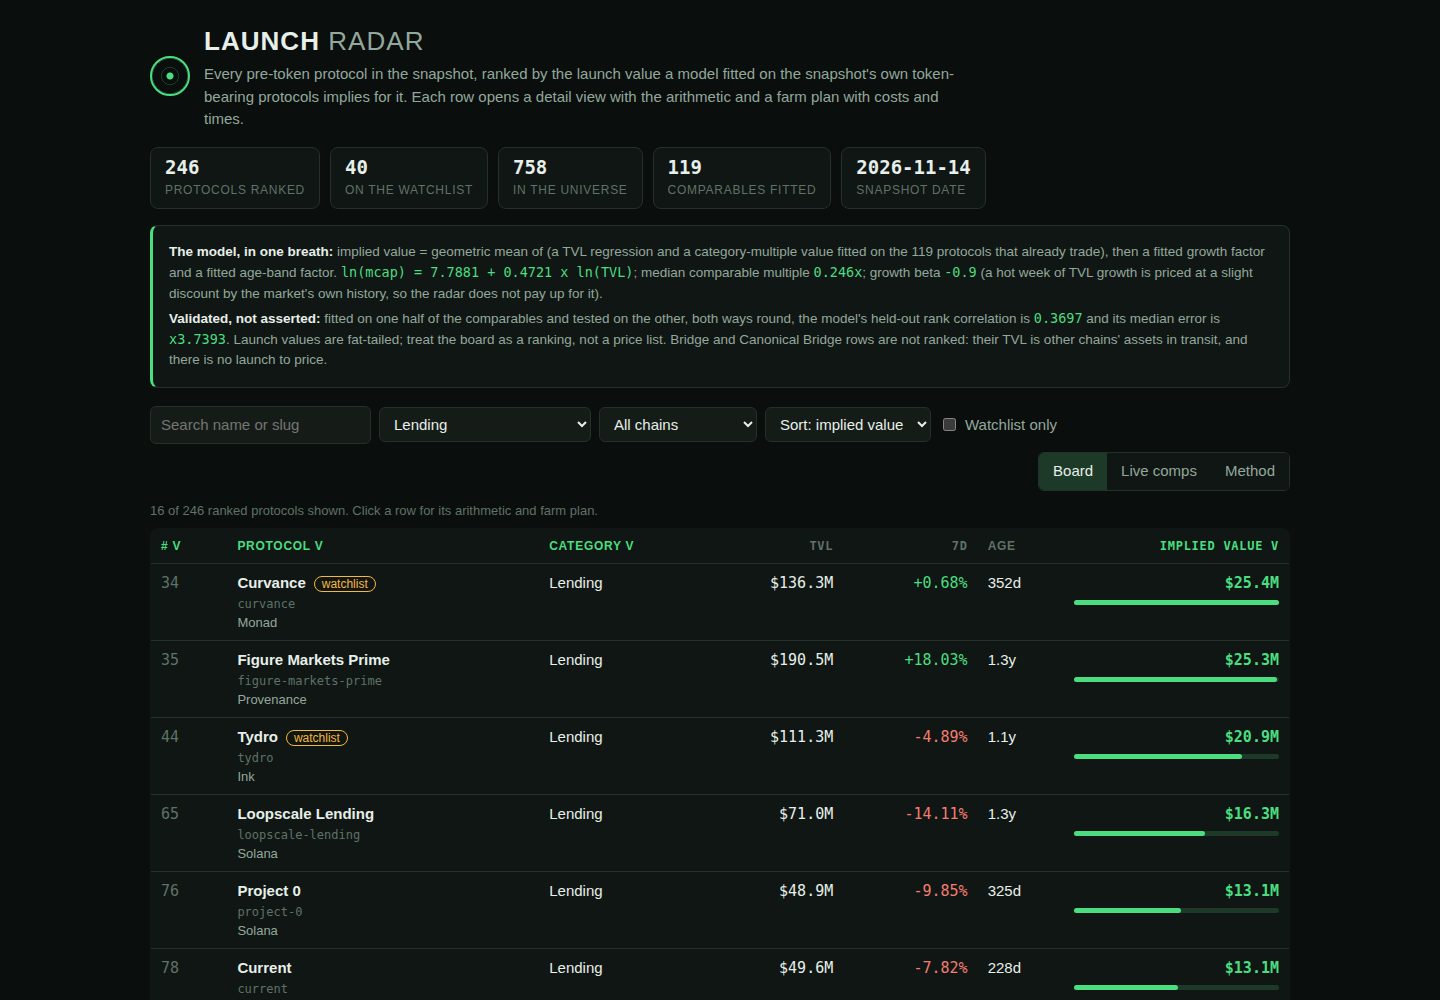 LAUNCH RADAR
Every pre-token protocol in the snapshot, ranked by the launch value a model fitted on the snapshot's own token-
bearing protocols implies for it. Each row opens a detail view with the arithmetic and a farm plan with costs and
times.
246
PROTOCOLS RANKED
40
ON THE WATCHLIST
758
IN THE UNIVERSE
119
COMPARABLES FITTED
2026-11-14
SNAPSHOT DATE
The model, in one breath: implied value = geometric mean of (a TVL regression and a category-multiple value fitted on the 119 protocols that already trade), then a fitted growth factor
and a fitted age-band factor. ln(mcap) = 7.7881 + 0.4721 x ln(TVL); median comparable multiple 0.246x; growth beta -0.9 (a hot week of TVL growth is priced at a slight
discount by the market's own history, so the radar does not pay up for it).
Validated, not asserted: fitted on one half of the comparables and tested on the other, both ways round, the model's held-out rank correlation is 0.3697 and its median error is
x3.7393. Launch values are fat-tailed; treat the board as a ranking, not a price list. Bridge and Canonical Bridge rows are not ranked: their TVL is other chains' assets in transit, and
there is no launch to price.
Search name or slug
Lending
All chains
Sort: implied value
Watchlist only
Board
Live comps
Method
16 of 246 ranked protocols shown. Click a row for its arithmetic and farm plan.
# V PROTOCOL V CATEGORY V TVL 7D AGE IMPLIED VALUE V
34 Curvance watchlist Lending $136.3M +0.68% 352d $25.4M
curvance
Monad
35 Figure Markets Prime Lending $190.5M +18.03% 1.3y $25.3M
figure-markets-prime
Provenance
44 Tydro watchlist Lending $111.3M -4.89% 1.1y $20.9M
tydro
Ink
65 Loopscale Lending Lending $71.0M -14.11% 1.3y $16.3M
loopscale-lending
Solana
76 Project 0 Lending $48.9M -9.85% 325d $13.1M
project-0
Solana
78 Current Lending $49.6M -7.82% 228d $13.1M
current